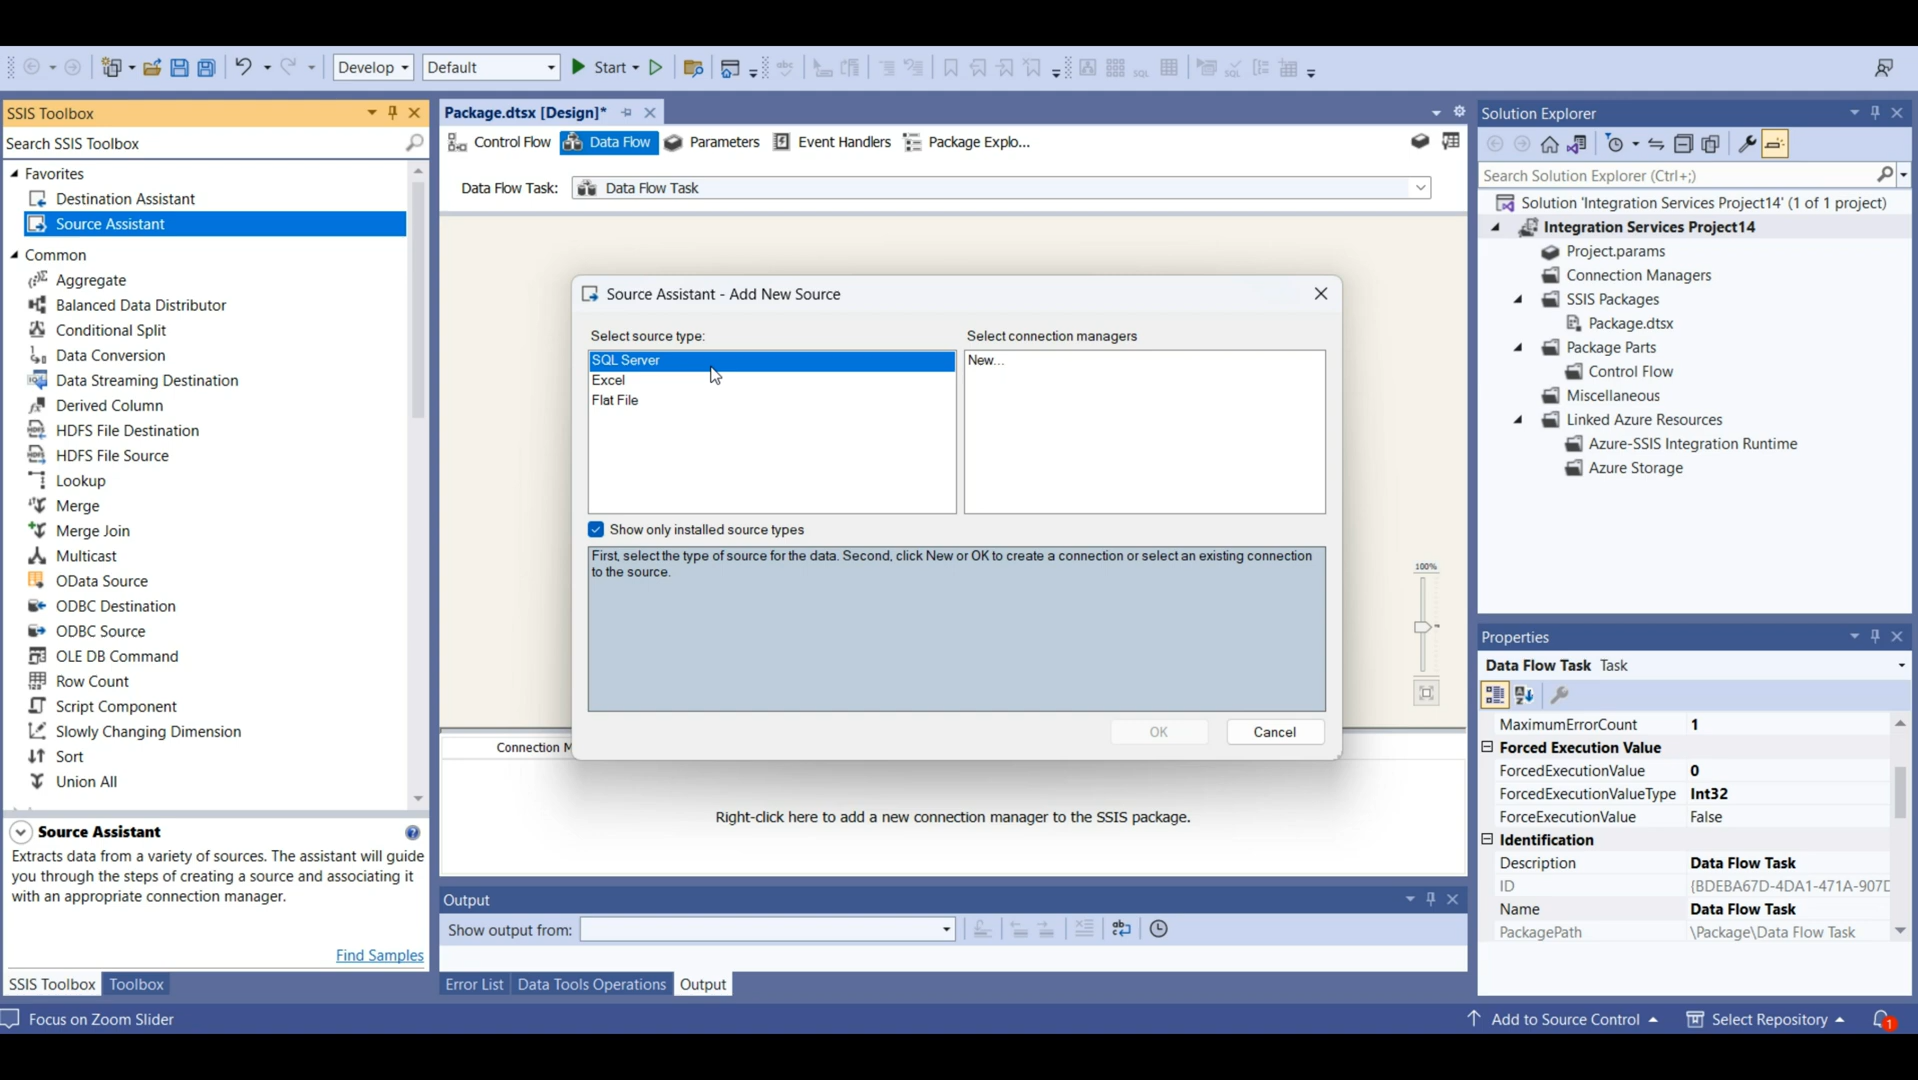 Develop
Default
Start
SSIS Toolbox
Search SSIS Toolbox
Favorites
Destination Assistant
Source Assistant
Common
Aggregate
Balanced Data Distributor
Conditional Split
Data Conversion
Data Streaming Destination
Derived Column
HDFS File Destination
HDFS File Source
Lookup
Merge
Merge Join
Multicast
OData Source
ODBC Destination
ODBC Source
OLE DB Command
Row Count
Script Component
Slowly Changing Dimension
Sort
Union All
Source Assistant
Extracts data from a variety of sources. The assistant will guide
you through the steps of creating a source and associating it
with an appropriate connection manager.
Find Samples
SSIS Toolbox
Toolbox
Package.dtsx [Design]*
Control Flow
Data Flow
Parameters
Event Handlers
Package Explo...
Data Flow Task:
Data Flow Task
Source Assistant - Add New Source
Select source type:
SQL Server
Excel
Flat File
Select connection managers
New...
Show only installed source types
First, select the type of source for the data. Second, click New or OK to create a connection or select an existing connection
to the source.
OK
Cancel
100%
Connection M
Right-click here to add a new connection manager to the SSIS package.
Output
Show output from:
Error List
Data Tools Operations
Output
Solution Explorer
Search Solution Explorer (Ctrl+;)
Solution 'Integration Services Project14' (1 of 1 project)
Integration Services Project14
Project.params
Connection Managers
SSIS Packages
Package.dtsx
Package Parts
Control Flow
Miscellaneous
Linked Azure Resources
Azure-SSIS Integration Runtime
Azure Storage
Properties
Data Flow Task Task
MaximumErrorCount 1
Forced Execution Value
ForcedExecutionValue 0
ForcedExecutionValueType Int32
ForceExecutionValue False
Identification
Description Data Flow Task
ID {BDEBA67D-4DA1-471A-907D
Name Data Flow Task
PackagePath \Package\Data Flow Task
Focus on Zoom Slider
Add to Source Control
Select Repository
1